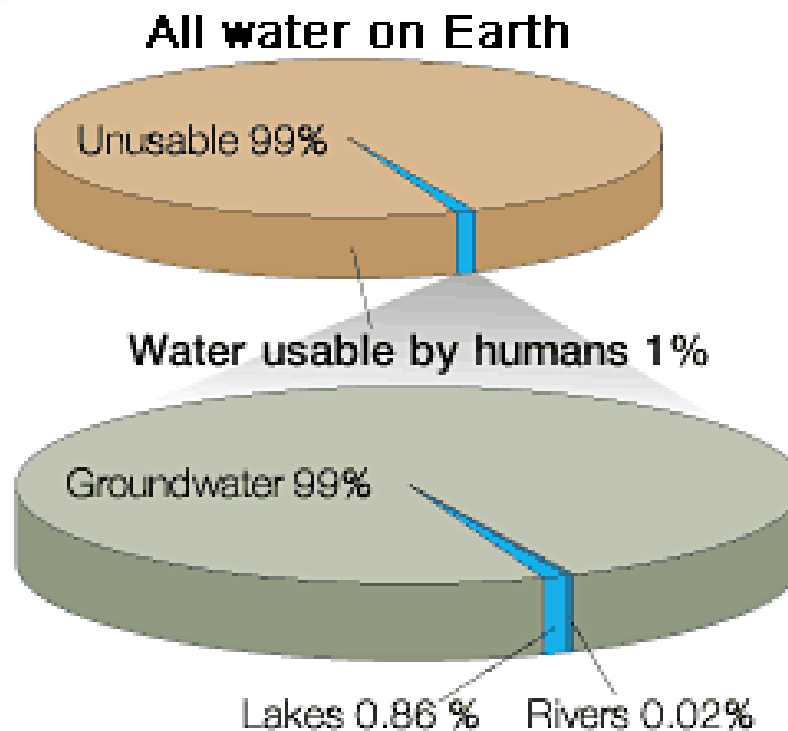 All water on Earth
Unusable 99%
Water usable by humans 1%
Groundwater 99%
Lakes 0.86 % Rivers 0.02%